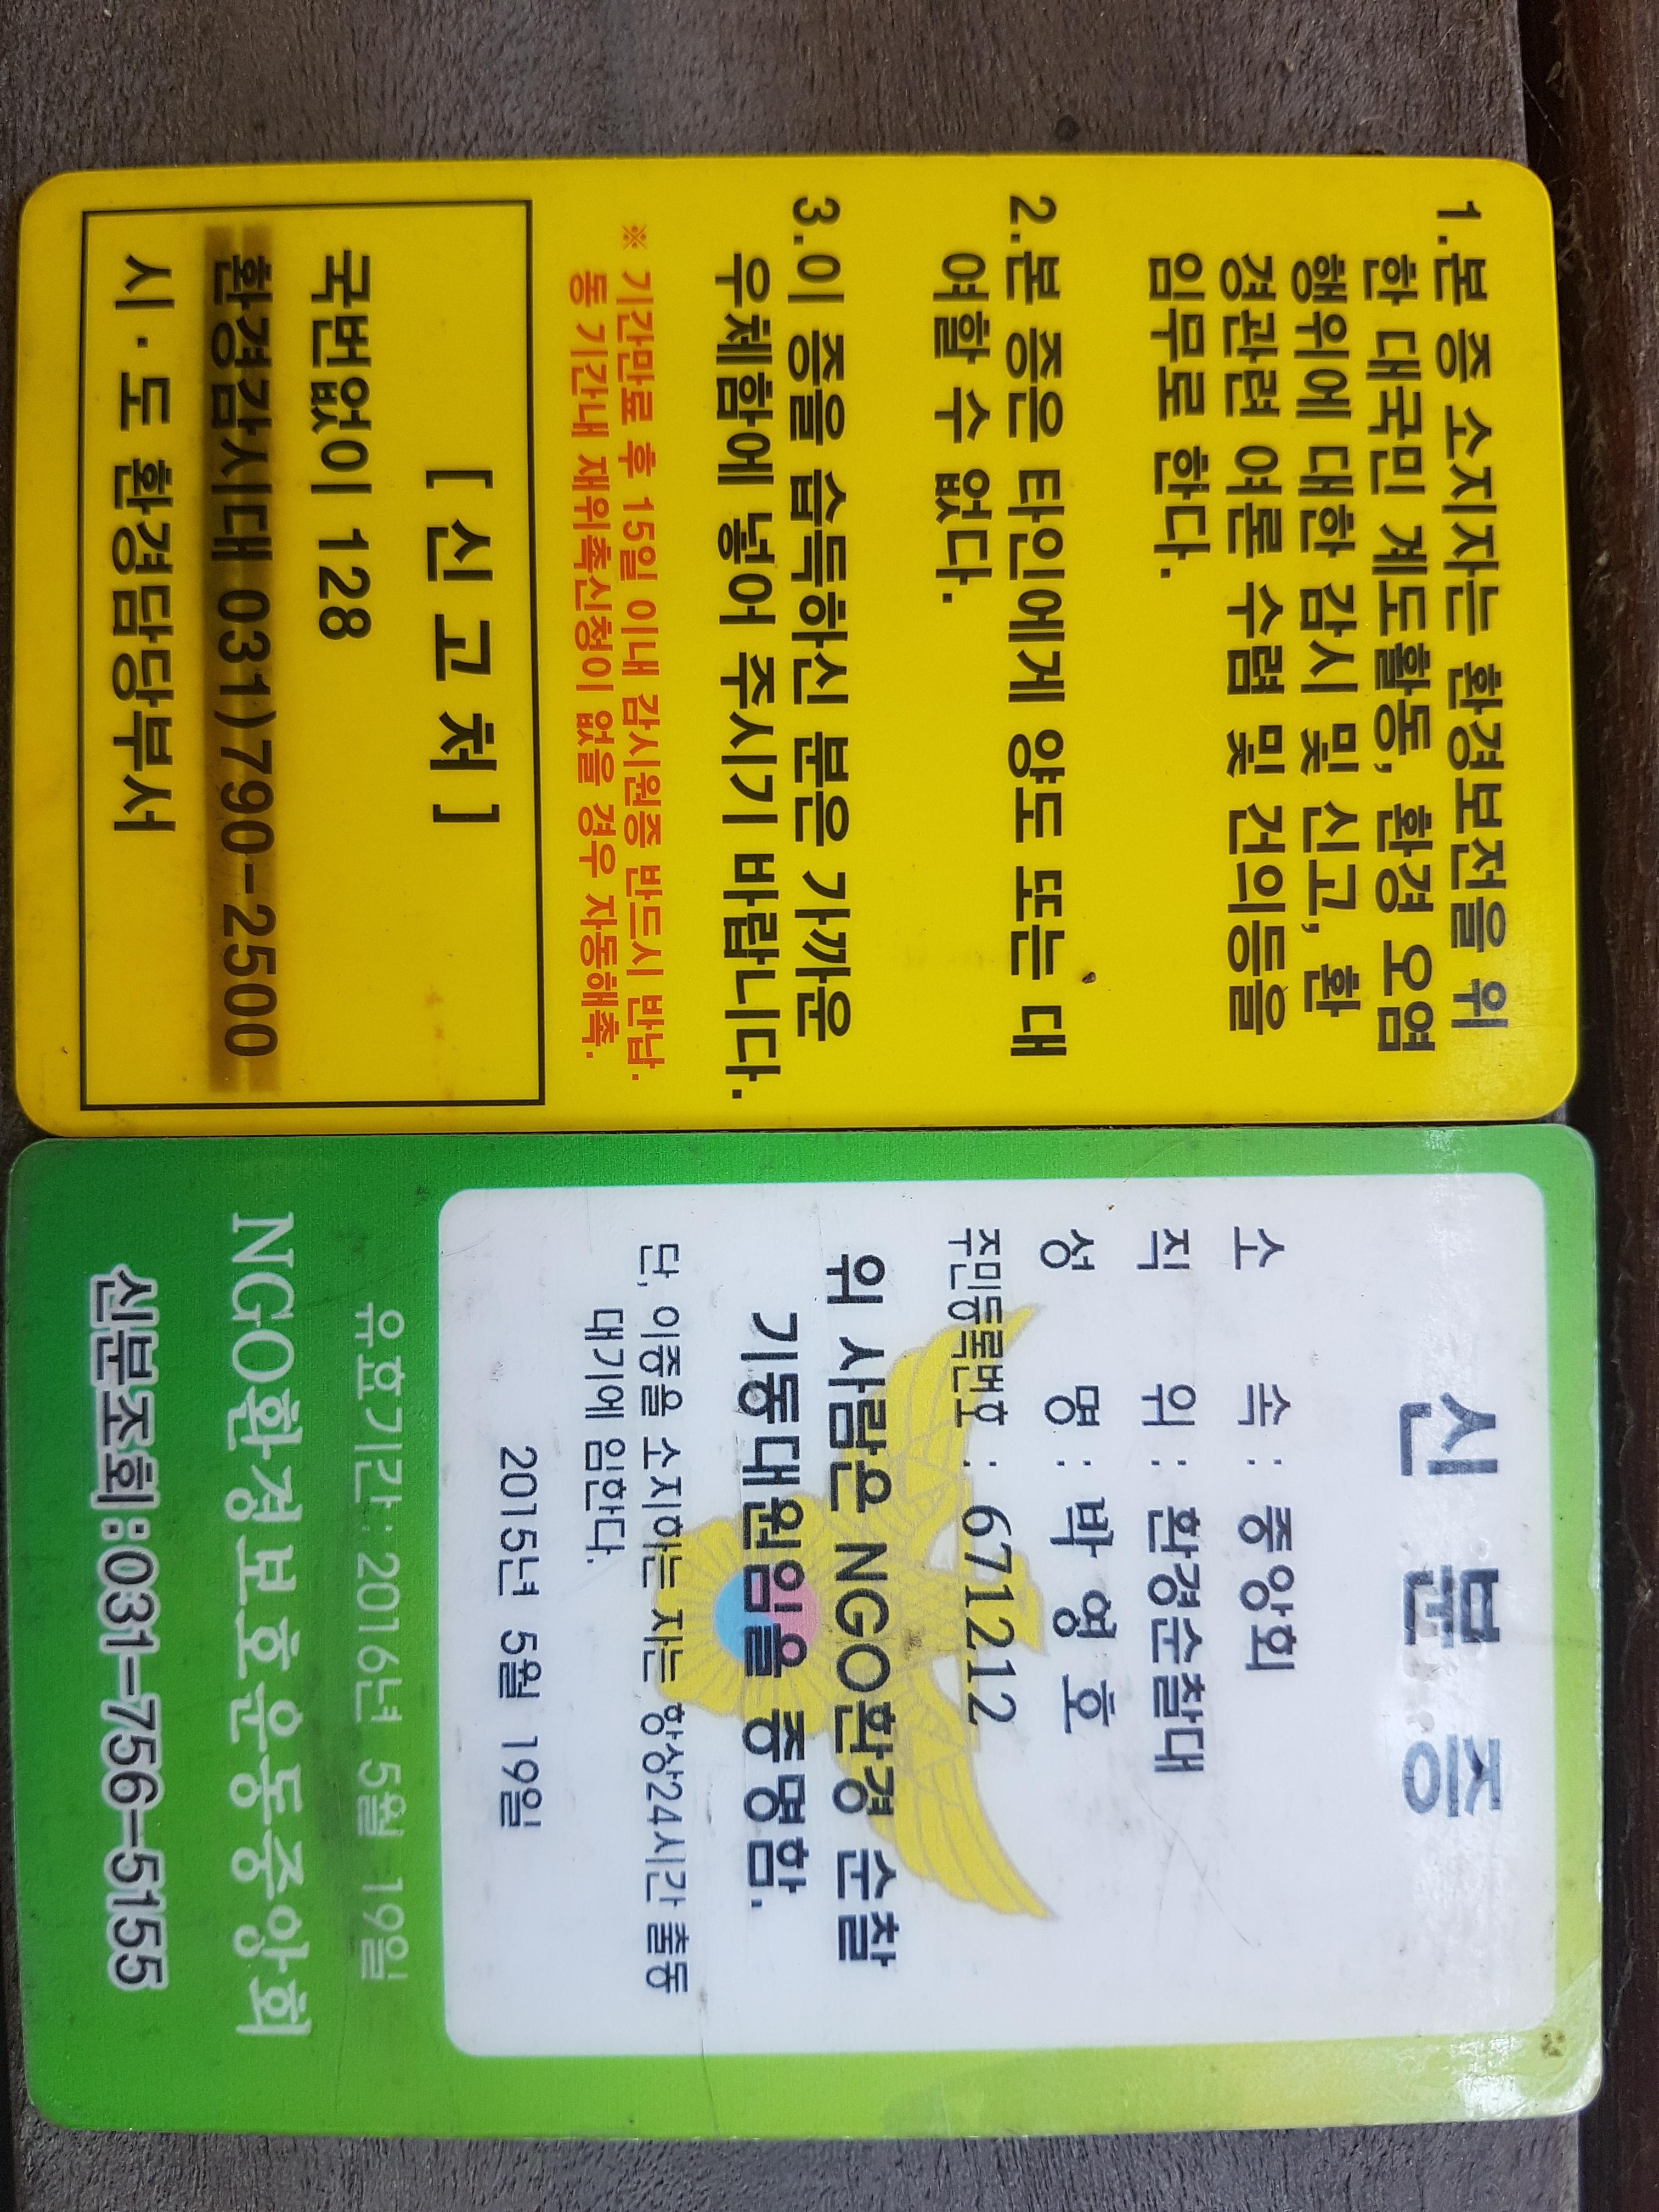 1.본 증 소지자는 환경보전을 위
한 대국민 계도활동, 환경 오염
행위에 대한 감시 및 신고, 환
경관련 여론 수렴 및 건의등을
임무로 한다.
2.본 증은 타인에게 양도 또는 대
여할 수 없다.
3.이 증을 습득하신 분은 가까운
우체함에 넣어 주시기 바랍니다.
※ 기간만료 후 15일 이내 감시원증 반드시 반납.
동 기간내 재위촉신청이 없을 경우 자동해촉.
[ 신 고 처 ]
국번없이 128
환경감시대 031)790-2500
시·도 환경담당부서
신 분 증
소 속 : 중앙회
직 위 : 환경순찰대
성 명 : 박 영 호
주민등록번호 : 671212
위 사람은 NGO환경 순찰
기동대원임을 증명함.
단, 이증을 소지하는 자는 항상24시간 출동
대기에 임한다.
2015년 5월 19일
유효기간:2016년 5월 19일
NGO환경보호운동중앙회
신분조회:031-756-5155